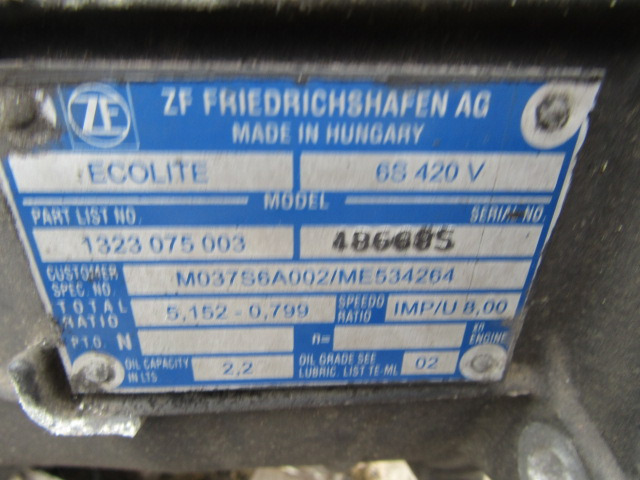 ZF ZF FRIEDRICHSHAFEN AG
MADE IN HUNGARY
ECOLITE 6S 420 V
MODEL
PART LIST NO. SERIAL-NO.
1323 075 003 486685
CUSTOMER SPEC. NO. M037S6A002/ME534264
TOTAL RATIO 5,152 - 0,799 SPEEDO RATIO IMP/U 8,00
P.T.O. N n= ENGINE
OIL CAPACITY IN LTS 2,2 OIL GRADE SEE LUBRIC. LIST TE-ML 02